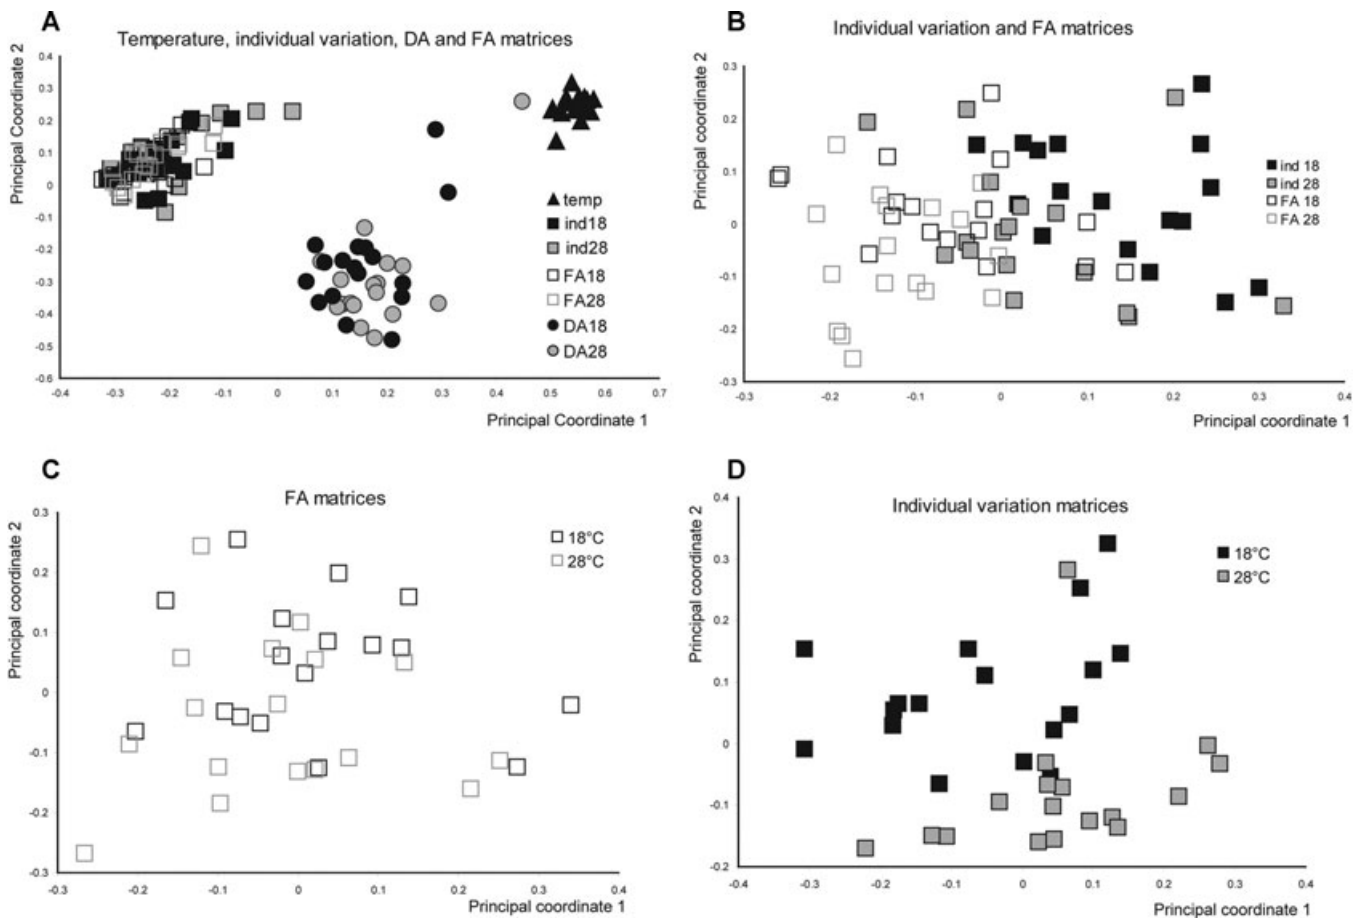 A
Temperature, individual variation, DA and FA matrices
Principal Coordinate 2
0.4
0.3
0.2
0.1
0
-0.1
-0.2
-0.3
-0.4
-0.5
-0.6
-0.4
-0.3
-0.2
-0.1
0
0.1
0.2
0.3
0.4
0.5
0.6
0.7
Principal Coordinate 1
temp
ind18
ind28
FA18
FA28
DA18
DA28
B
Individual variation and FA matrices
Principal coordinate 2
0.3
0.2
0.1
0
-0.1
-0.2
-0.3
-0.3
-0.2
-0.1
0
0.1
0.2
0.3
0.4
Principal coordinate 1
ind 18
ind 28
FA 18
FA 28
C
FA matrices
Principal coordinate 2
0.3
0.2
0.1
0
-0.1
-0.2
-0.3
-0.3
-0.2
-0.1
0
0.1
0.2
0.3
0.4
Principal coordinate 1
18°C
28°C
D
Individual variation matrices
Principal coordinate 2
0.4
0.3
0.2
0.1
0
-0.1
-0.2
-0.4
-0.3
-0.2
-0.1
0
0.1
0.2
0.3
0.4
Principal coordinate 1
18°C
28°C